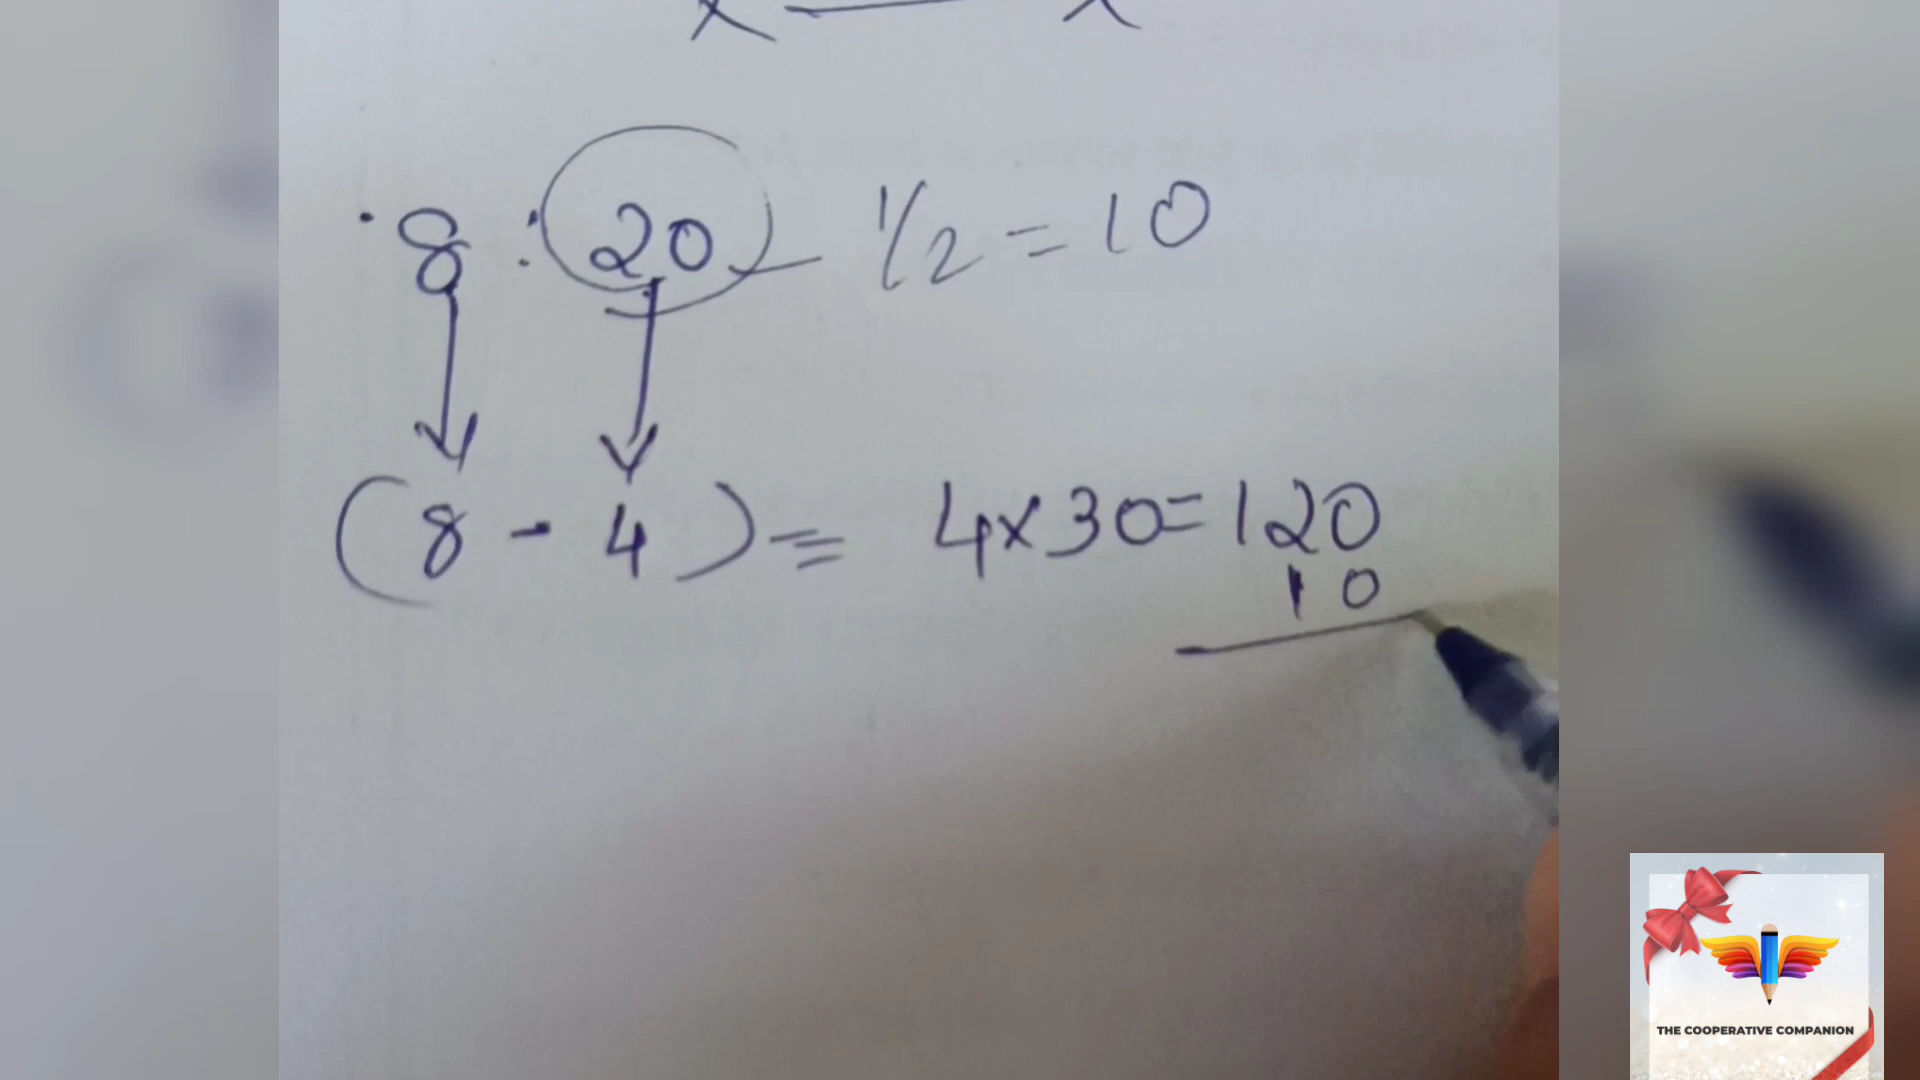 8 : 20 1/2 = 10
(8 - 4) = 4x30=120
10
THE COOPERATIVE COMPANION